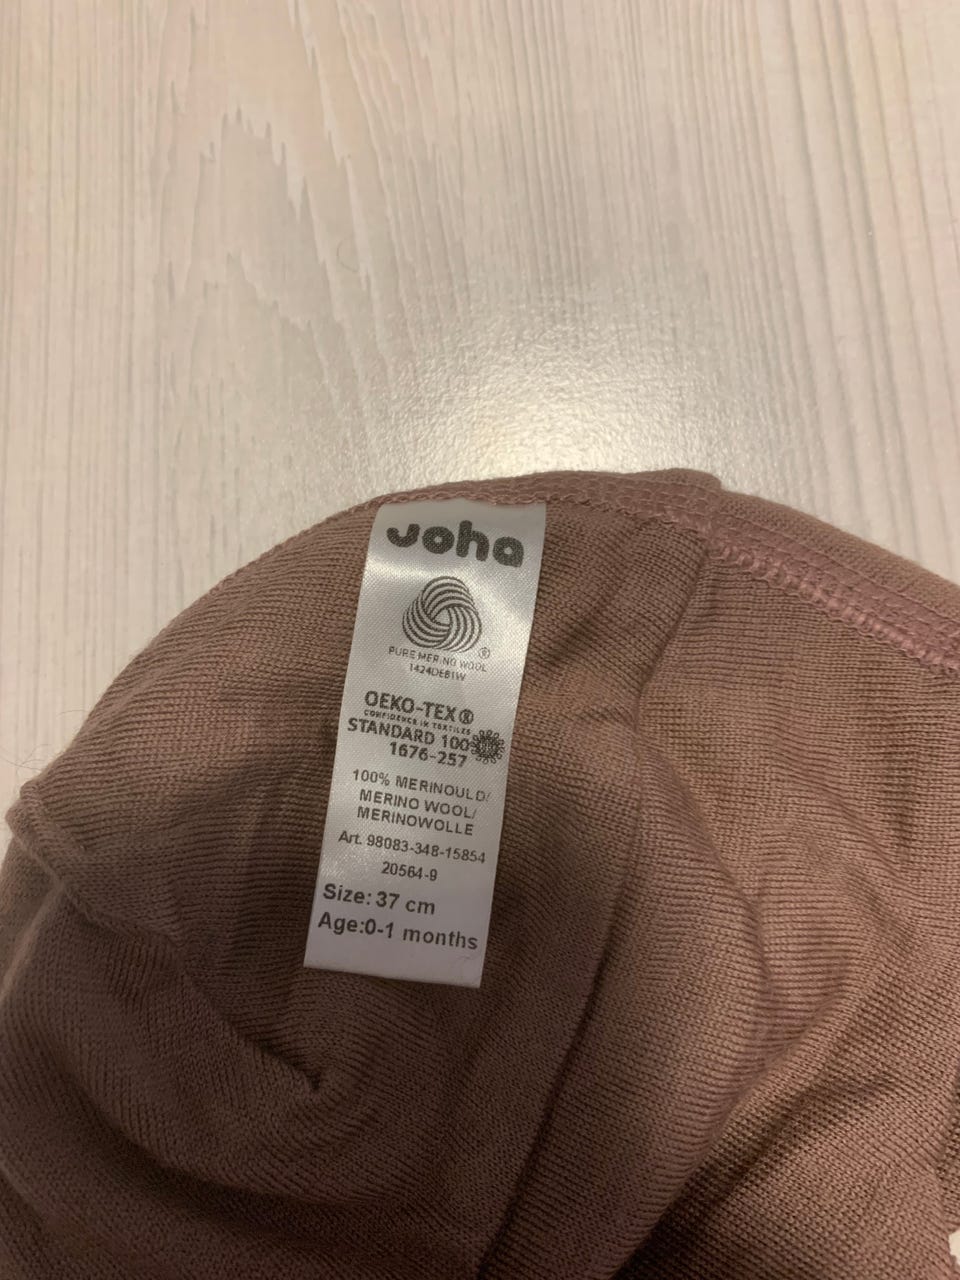 Joha
®
PURE MERINO WOOL
1424DEB1W
OEKO-TEX®
CONFIDENCE IN TEXTILES
STANDARD 100
1676-257
100% MERINOULD/
MERINO WOOL/
MERINOWOLLE
Art. 98083-348-15854
20564-9
Size: 37 cm
Age:0-1 months